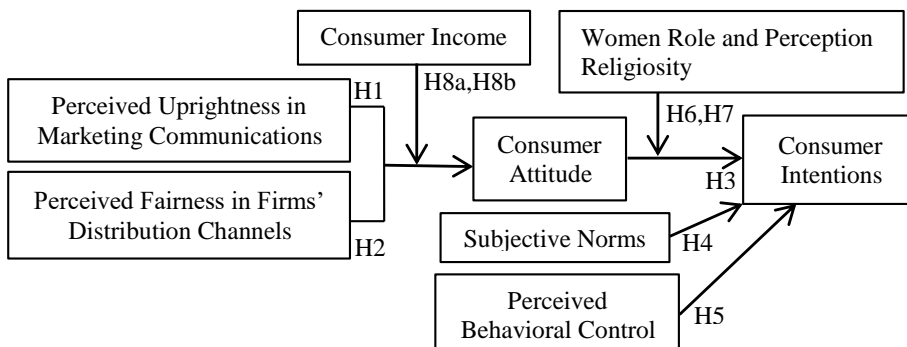 Consumer Income
Women Role and Perception
Religiosity
H8a,H8b
H1
H6,H7
Perceived Uprightness in
Marketing Communications
Consumer
Attitude
Consumer
Intentions
H3
Perceived Fairness in Firms’
Distribution Channels
H2
Subjective Norms
H4
Perceived
Behavioral Control
H5